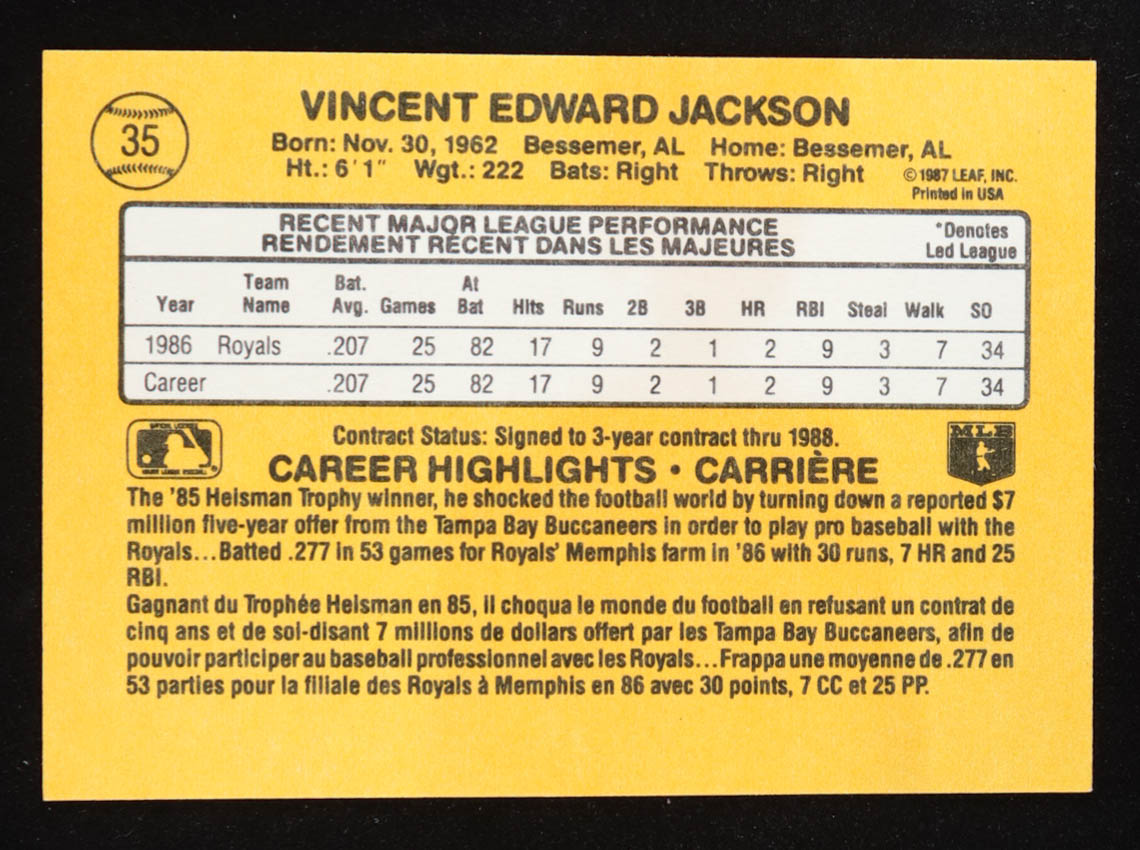 35
VINCENT EDWARD JACKSON
Born: Nov. 30, 1962 Bessemer, AL Home: Bessemer, AL
Ht.: 6'1" Wgt.: 222 Bats: Right Throws: Right
© 1987 LEAF, INC.
Printed in USA
RECENT MAJOR LEAGUE PERFORMANCE
RENDEMENT RÉCENT DANS LES MAJEURES
*Denotes
Led League
Year Team Name Bat. Avg. Games At Bat Hits Runs 2B 3B HR RBI Steal Walk SO
1986 Royals .207 25 82 17 9 2 1 2 9 3 7 34
Career .207 25 82 17 9 2 1 2 9 3 7 34
Contract Status: Signed to 3-year contract thru 1988.
MLB
CAREER HIGHLIGHTS • CARRIÈRE
The '85 Heisman Trophy winner, he shocked the football world by turning down a reported $7
million five-year offer from the Tampa Bay Buccaneers in order to play pro baseball with the
Royals...Batted .277 in 53 games for Royals' Memphis farm in '86 with 30 runs, 7 HR and 25
RBI.
Gagnant du Trophée Heisman en 85, il choqua le monde du football en refusant un contrat de
cinq ans et de soi-disant 7 millions de dollars offert par les Tampa Bay Buccaneers, afin de
pouvoir participer au baseball professionnel avec les Royals...Frappa une moyenne de .277 en
53 parties pour la filiale des Royals à Memphis en 86 avec 30 points, 7 CC et 25 PP.